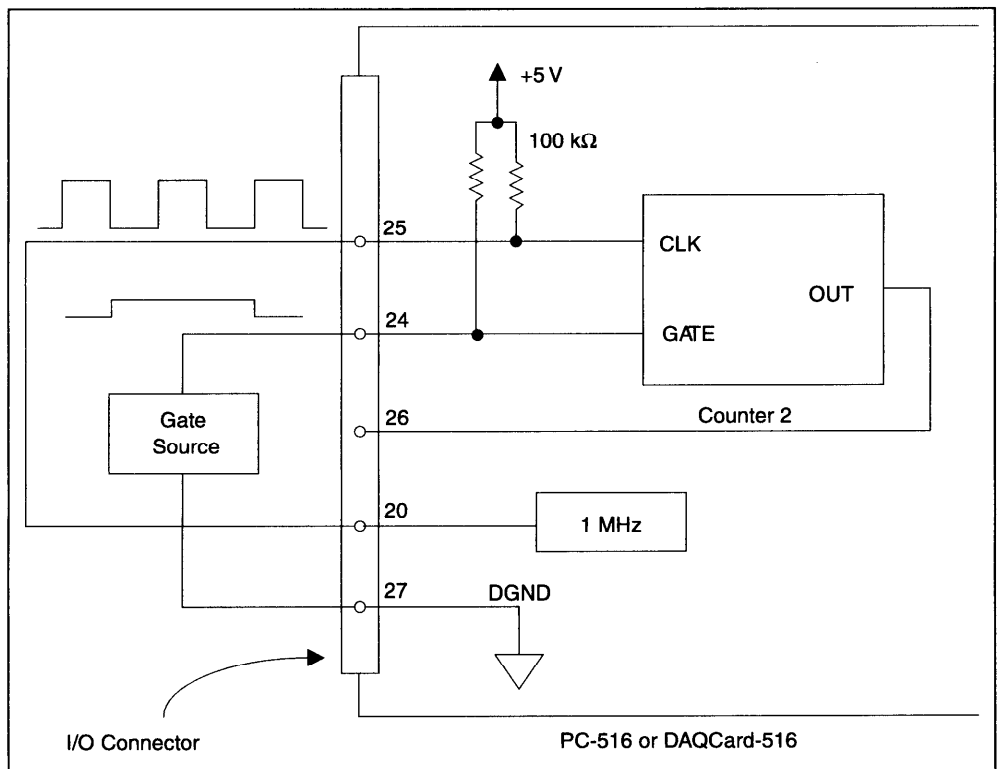 +5 V
100 kΩ
25
CLK
OUT
24
GATE
Gate
Source
26
Counter 2
20
1 MHz
27
DGND
I/O Connector
PC-516 or DAQCard-516